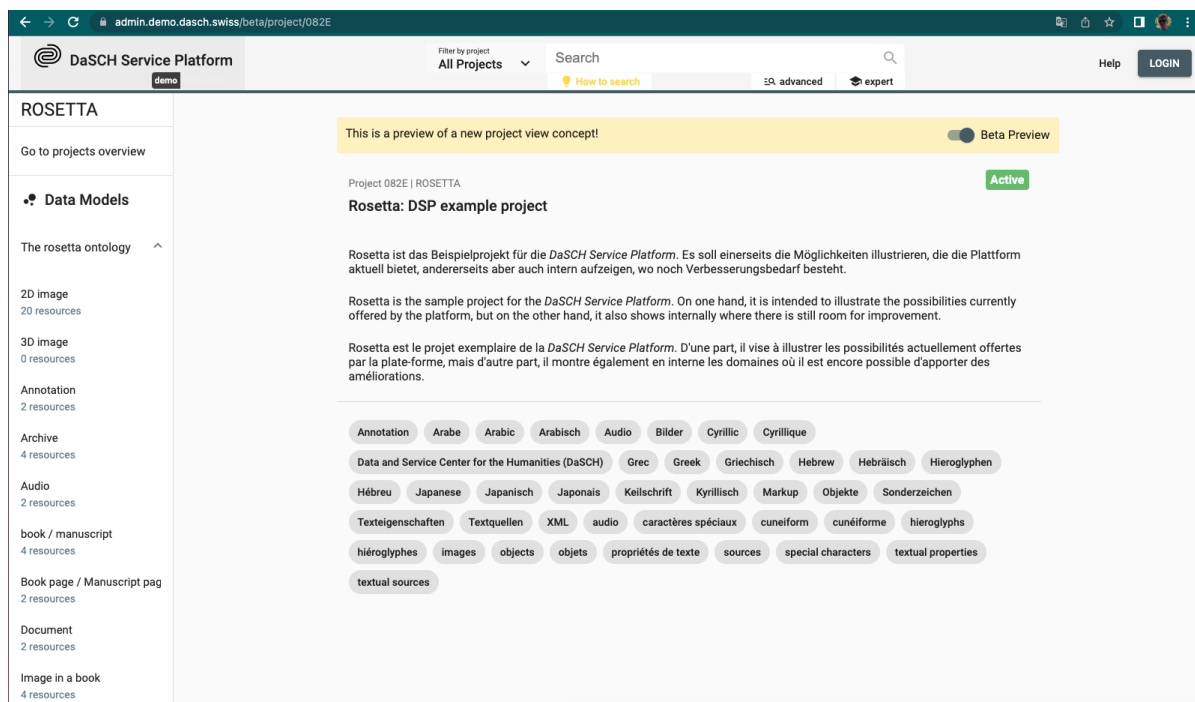 admin.demo.dasch.swiss/beta/project/082E
DaSCH Service Platform
demo
Filter by project
All Projects
Search
How to search
advanced
expert
Help
LOGIN
ROSETTA
Go to projects overview
Data Models
The rosetta ontology
2D image
20 resources
3D image
0 resources
Annotation
2 resources
Archive
4 resources
Audio
2 resources
book / manuscript
4 resources
Book page / Manuscript pag
2 resources
Document
2 resources
Image in a book
4 resources
This is a preview of a new project view concept!
Beta Preview
Project 082E | ROSETTA
Active
Rosetta: DSP example project
Rosetta ist das Beispielprojekt für die DaSCH Service Platform. Es soll einerseits die Möglichkeiten illustrieren, die die Plattform
aktuell bietet, andererseits aber auch intern aufzeigen, wo noch Verbesserungsbedarf besteht.
Rosetta is the sample project for the DaSCH Service Platform. On one hand, it is intended to illustrate the possibilities currently
offered by the platform, but on the other hand, it also shows internally where there is still room for improvement.
Rosetta est le projet exemplaire de la DaSCH Service Platform. D'une part, il vise à illustrer les possibilités actuellement offertes
par la plate-forme, mais d'autre part, il montre également en interne les domaines où il est encore possible d'apporter des
améliorations.
Annotation Arabe Arabic Arabisch Audio Bilder Cyrillic Cyrillique
Data and Service Center for the Humanities (DaSCH) Grec Greek Griechisch Hebrew Hebräisch Hieroglyphen
Hébreu Japanese Japanisch Japonais Keilschrift Kyrillisch Markup Objekte Sonderzeichen
Texteigenschaften Textquellen XML audio caractères spéciaux cuneiform cunéiforme hieroglyphs
hiéroglyphes images objects objets propriétés de texte sources special characters textual properties
textual sources